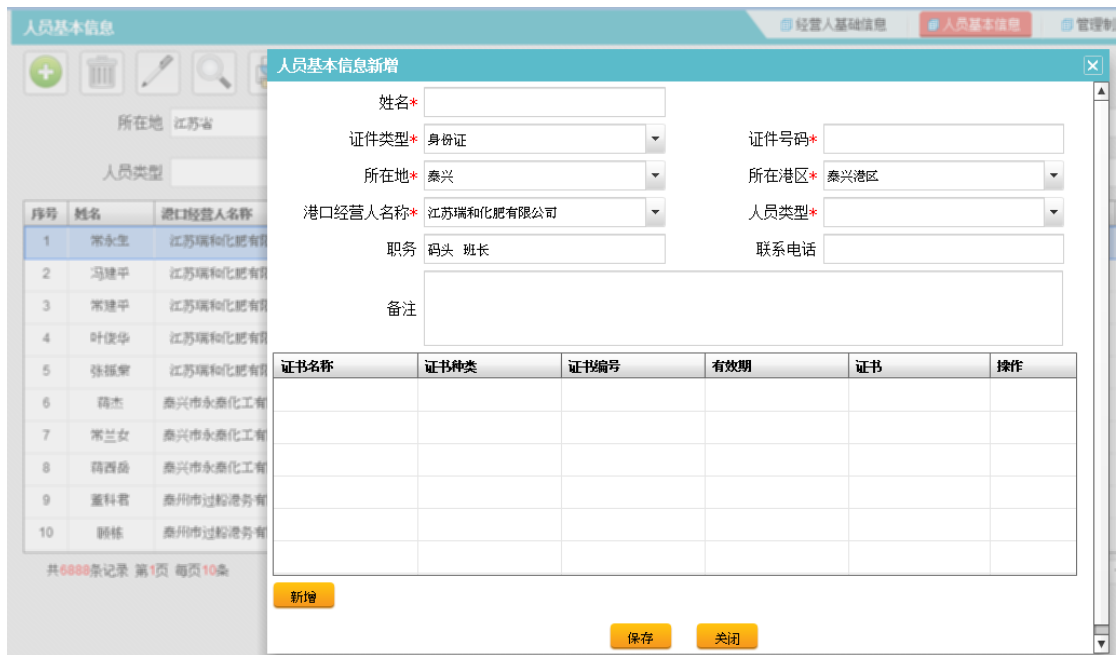 人员基本信息 经营人基础信息 人员基本信息 管理制
人员基本信息新增
姓名*
所在地 江苏省
证件类型* 身份证 证件号码*
人员类型
所在地* 泰兴 所在港区* 泰兴港区
序号 姓名 港口经营人名称
港口经营人名称* 江苏瑞和化肥有限公司 人员类型*
1 常永生 江苏瑞和化肥有限
职务 码头 班长 联系电话
2 冯建平 江苏瑞和化肥有限
3 常建平 江苏瑞和化肥有限
备注
4 叶俊华 江苏瑞和化肥有限
证书名称 证书种类 证书编号 有效期 证书 操作
5 江苏瑞和化肥有限
6 蒋杰 泰兴市永泰化工有
7 常兰女 泰兴市永泰化工有
8 蒋西岳 泰兴市永泰化工有
9 董科君 泰州市过船港务有
10 顾栋 泰州市过船港务有
共6888条记录 第1页 每页10条
新增
保存 关闭